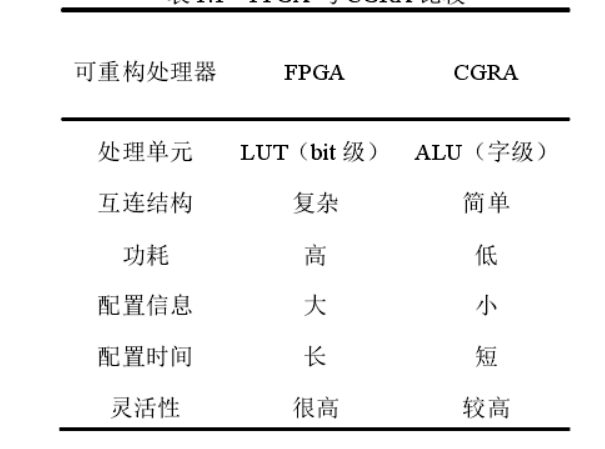 可重构处理器 FPGA CGRA
处理单元 LUT（bit 级） ALU（字级）
互连结构 复杂 简单
功耗 高 低
配置信息 大 小
配置时间 长 短
灵活性 很高 较高